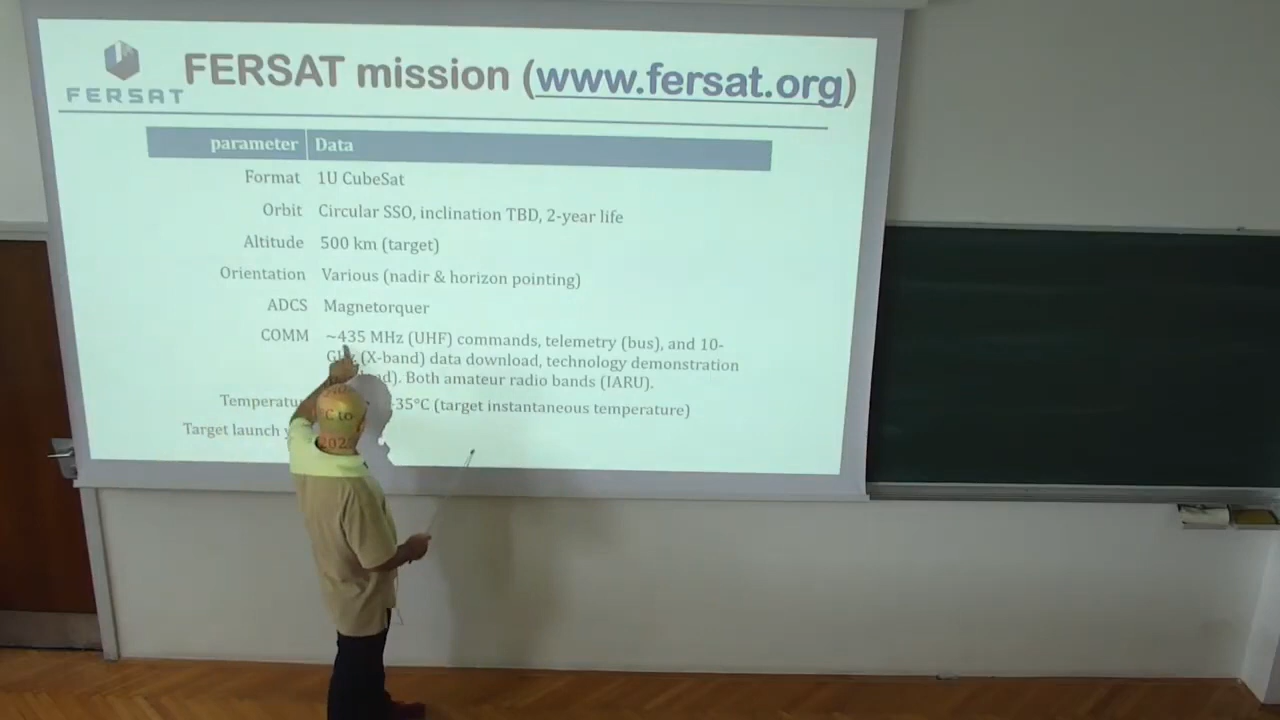 FERSAT
FERSAT mission (www.fersat.org)
parameter Data
Format 1U CubeSat
Orbit Circular SSO, inclination TBD, 2-year life
Altitude 500 km (target)
Orientation Various (nadir & horizon pointing)
ADCS Magnetorquer
COMM ~435 MHz (UHF) commands, telemetry (bus), and 10-
(X-band) data download, technology demonstration
Both amateur radio bands (IARU).
°C to 35°C (target instantaneous temperature)
Target launch